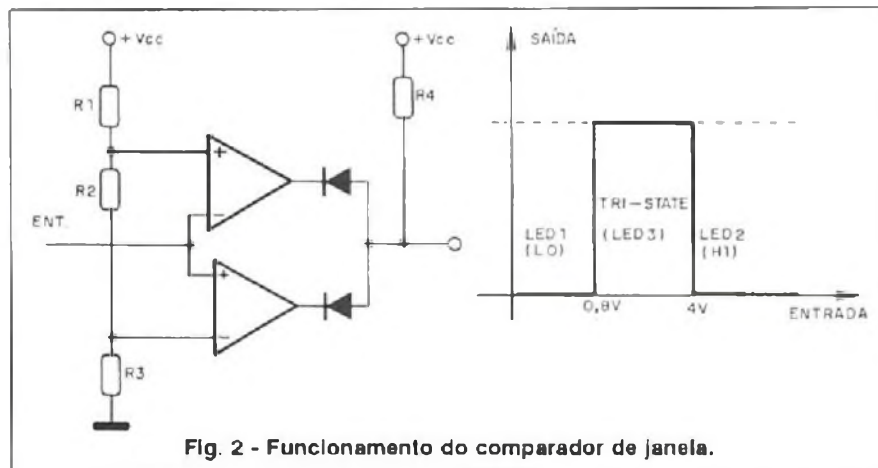 +Vcc
+Vcc
R1
R4
R2
ENT.
R3
+
-
+
-
SAÍDA
TRI-STATE
LED1
(LO)
(LED3)
LED2
(HI)
0,8V
4V
ENTRADA
Fig. 2 - Funcionamento do comparador de janela.